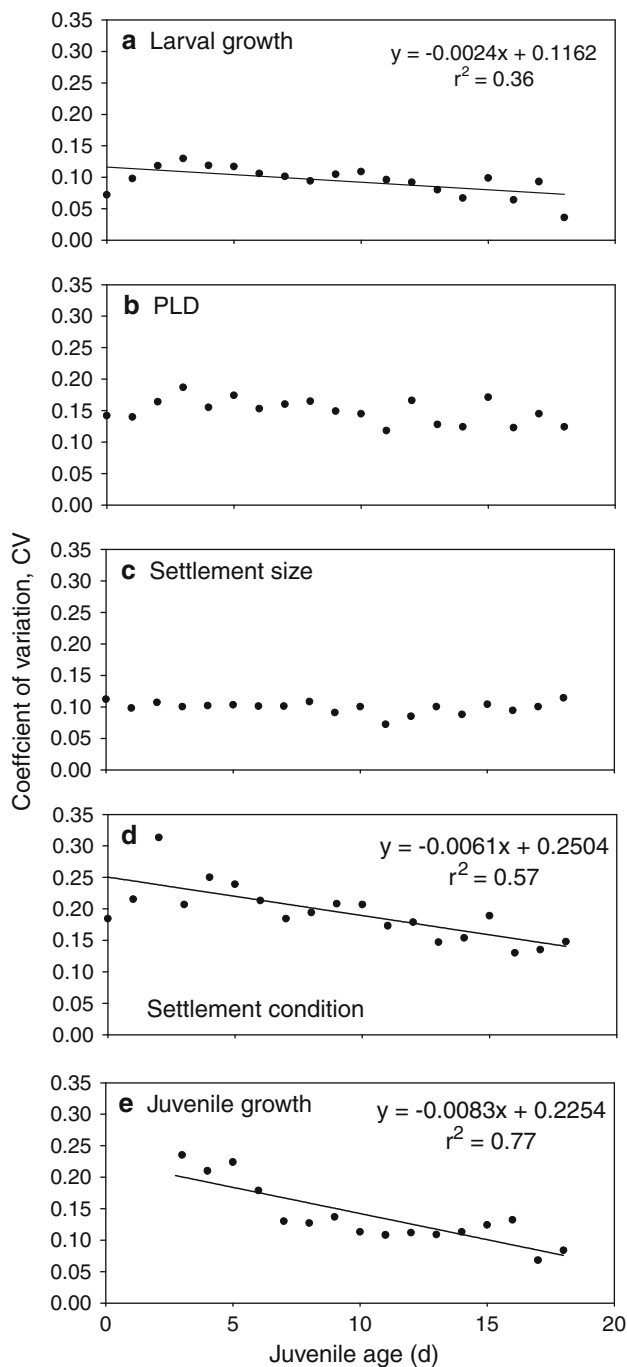 Coeffcient of variation, CV
0.35
0.30
0.25
0.20
0.15
0.10
0.05
0.00
a Larval growth
y = -0.0024x + 0.1162
r² = 0.36
0.35
0.30
0.25
0.20
0.15
0.10
0.05
0.00
b PLD
0.35
0.30
0.25
0.20
0.15
0.10
0.05
0.00
c Settlement size
0.35
0.30
0.25
0.20
0.15
0.10
0.05
0.00
d
y = -0.0061x + 0.2504
r² = 0.57
Settlement condition
0.35
0.30
0.25
0.20
0.15
0.10
0.05
0.00
e Juvenile growth
y = -0.0083x + 0.2254
r² = 0.77
0 5 10 15 20
Juvenile age (d)